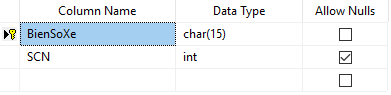 Column Name Data Type Allow Nulls
BienSoXe char(15)
SCN int